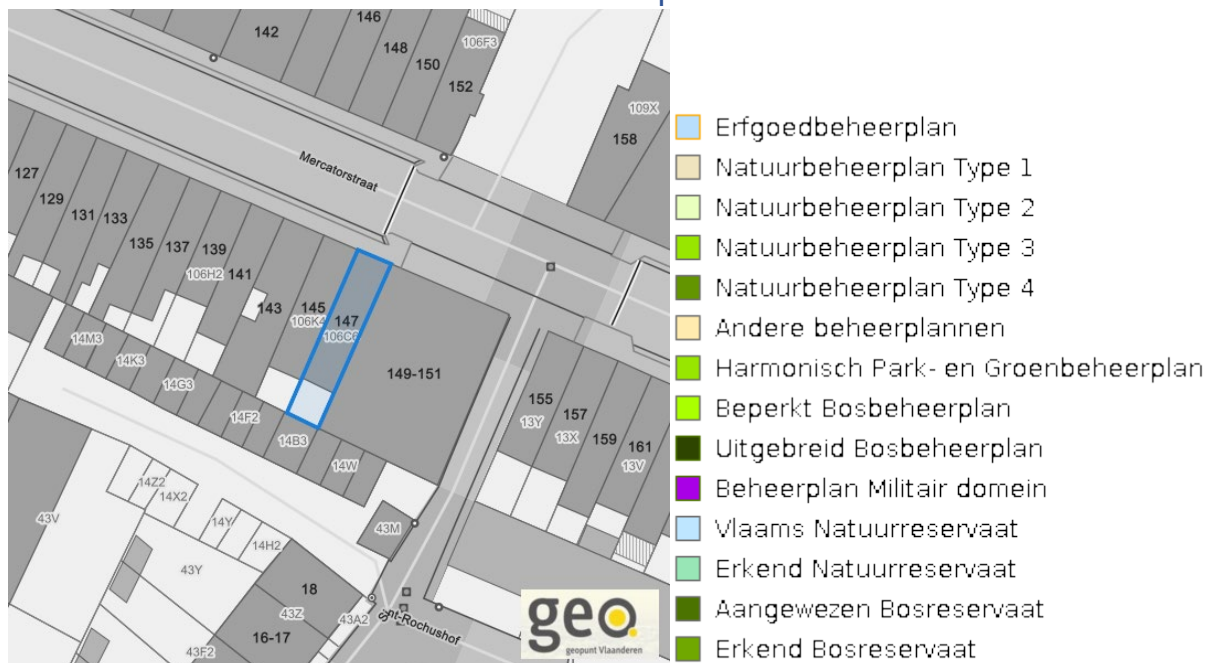 146
142
148
106F3
150
152
109X
158
Mercatorstraat
127
129
131
133
135
137
139
106H2
141
143
145
106K4
147
106C6
149-151
14M3
14K3
14G3
14F2
14B3
14W
155
13Y
157
13X
159
161
13V
14Z2
14X2
14Y
14H2
43V
43Y
43M
18
43Z
43A2
16-17
43F2
nt-Rochushof
geo.
geopunt Vlaanderen
Erfgoedbeheerplan
Natuurbeheerplan Type 1
Natuurbeheerplan Type 2
Natuurbeheerplan Type 3
Natuurbeheerplan Type 4
Andere beheerplannen
Harmonisch Park- en Groenbeheerplan
Beperkt Bosbeheerplan
Uitgebreid Bosbeheerplan
Beheerplan Militair domein
Vlaams Natuurreservaat
Erkend Natuurreservaat
Aangewezen Bosreservaat
Erkend Bosreservaat